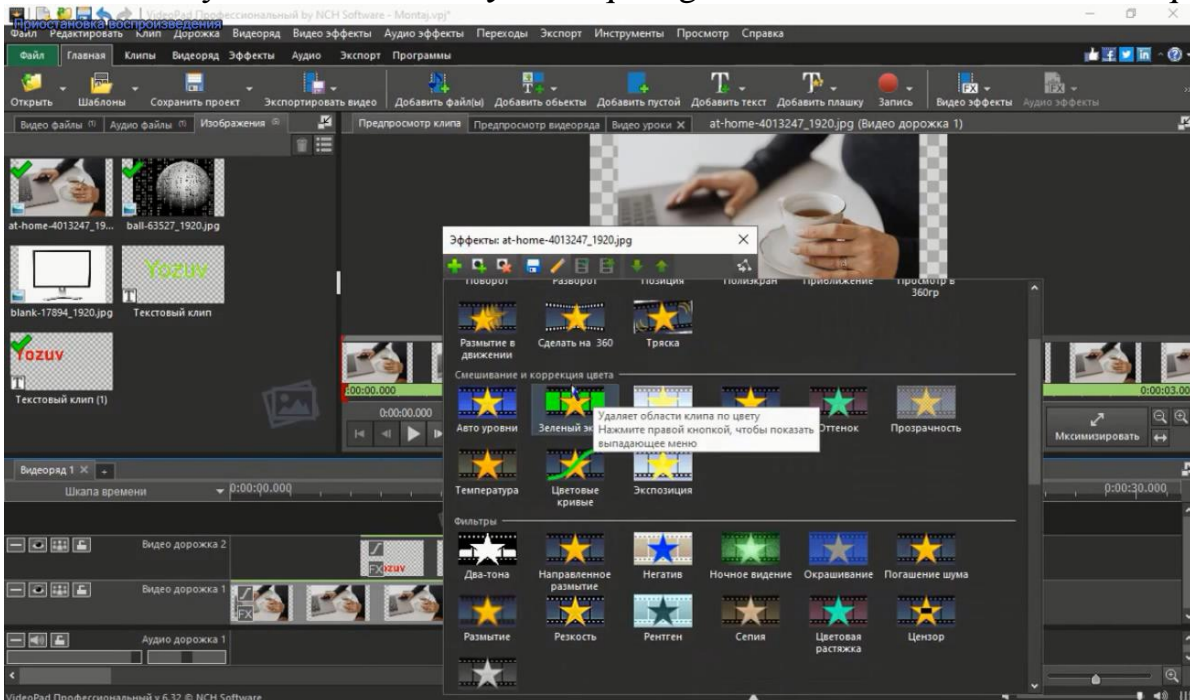 VideoPad Профессиональный by NCH Software - Montaj.vpj*
Приостановка воспроизведения
Файл Редактировать Клип Дорожка Видеоряд Видео эффекты Аудио эффекты Переходы Экспорт Инструменты Просмотр Справка
Файл Главная Клипы Видеоряд Эффекты Аудио Экспорт Программы
Открыть Шаблоны Сохранить проект Экспортировать видео Добавить файл(ы) Добавить объекты Добавить пустой Добавить текст Добавить плашку Запись Видео эффекты Аудио эффекты
Видео файлы (1) Аудио файлы (1) Изображения Предпросмотр клипа Предпросмотр видеоряда Видео уроки at-home-4013247_1920.jpg (Видео дорожка 1)
at-home-4013247_19... ball-63527_1920.jpg
Yozuv
blank-17894_1920.jpg Текстовый клип
Yozuv
Текстовый клип (1)
Эффекты: at-home-4013247_1920.jpg
Поворот Разворот Позиция Полиэкран Приближение Просмотр в 360гр
Размытие в движении Сделать на 360 Тряска
Смешивание и коррекция цвета
Авто уровни Зеленый эк Оттенок Прозрачность
Удаляет области клипа по цвету
Нажмите правой кнопкой, чтобы показать
выпадающее меню
Температура Цветовые кривые Экспозиция
Фильтры
Два-тона Направленное размытие Негатив Ночное видение Окрашивание Погашение шума
Размытие Резкость Рентген Сепия Цветовая растяжка Цензор
:00:00.000
0:00:00.000
0:00:03.00
Мксимизировать
Видеоряд 1
Шкала времени 0:00:00.000 0:00:30.000
Видео дорожка 2
FX ozuv
Видео дорожка 1
FX
Аудио дорожка 1
VideoPad Профессиональный v 6.32 © NCH Software